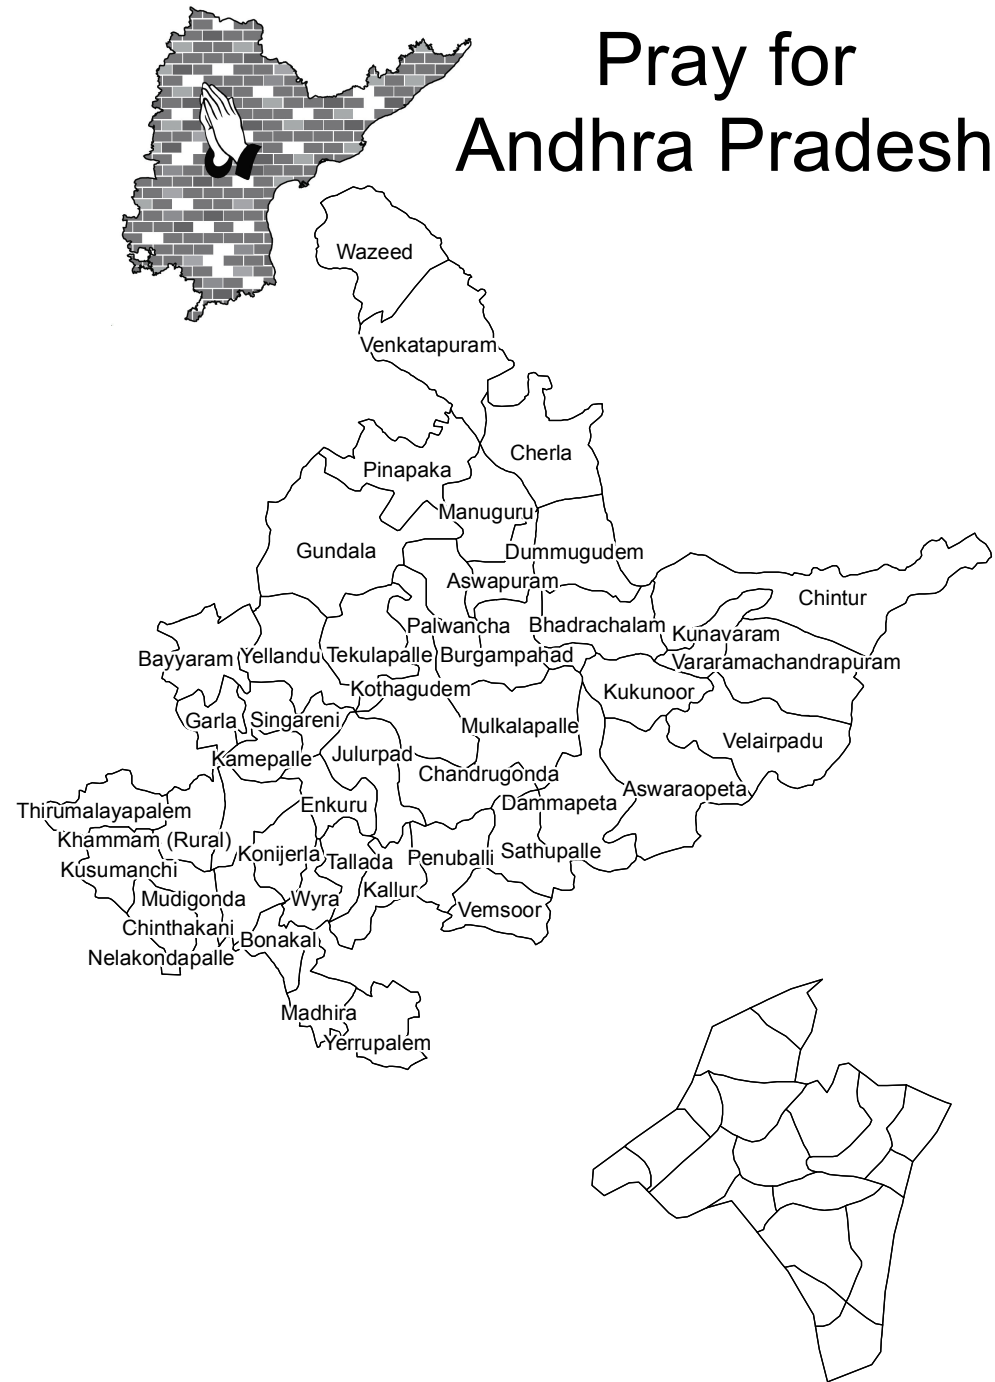 Pray for
Andhra Pradesh
Wazeed
Venkatapuram
Cherla
Pinapaka
Manuguru
Gundala
Dummugudem
Aswapuram
Chintur
Palwancha
Bhadrachalam
Kunavaram
Bayyaram
Yellandu
Tekulapalle
Burgampahad
Vararamachandrapuram
Kothagudem
Kukunoor
Garla
Singareni
Mulkalapalle
Velairpadu
Kamepalle
Julurpad
Chandrugonda
Aswaraopeta
Thirumalayapalem
Enkuru
Dammapeta
Khammam (Rural)
Konijerla
Tallada
Penuballi
Sathupalle
Kusumanchi
Kallur
Mudigonda
Wyra
Vemsoor
Chinthakani
Bonakal
Nelakondapalle
Madhira
Yerrupalem